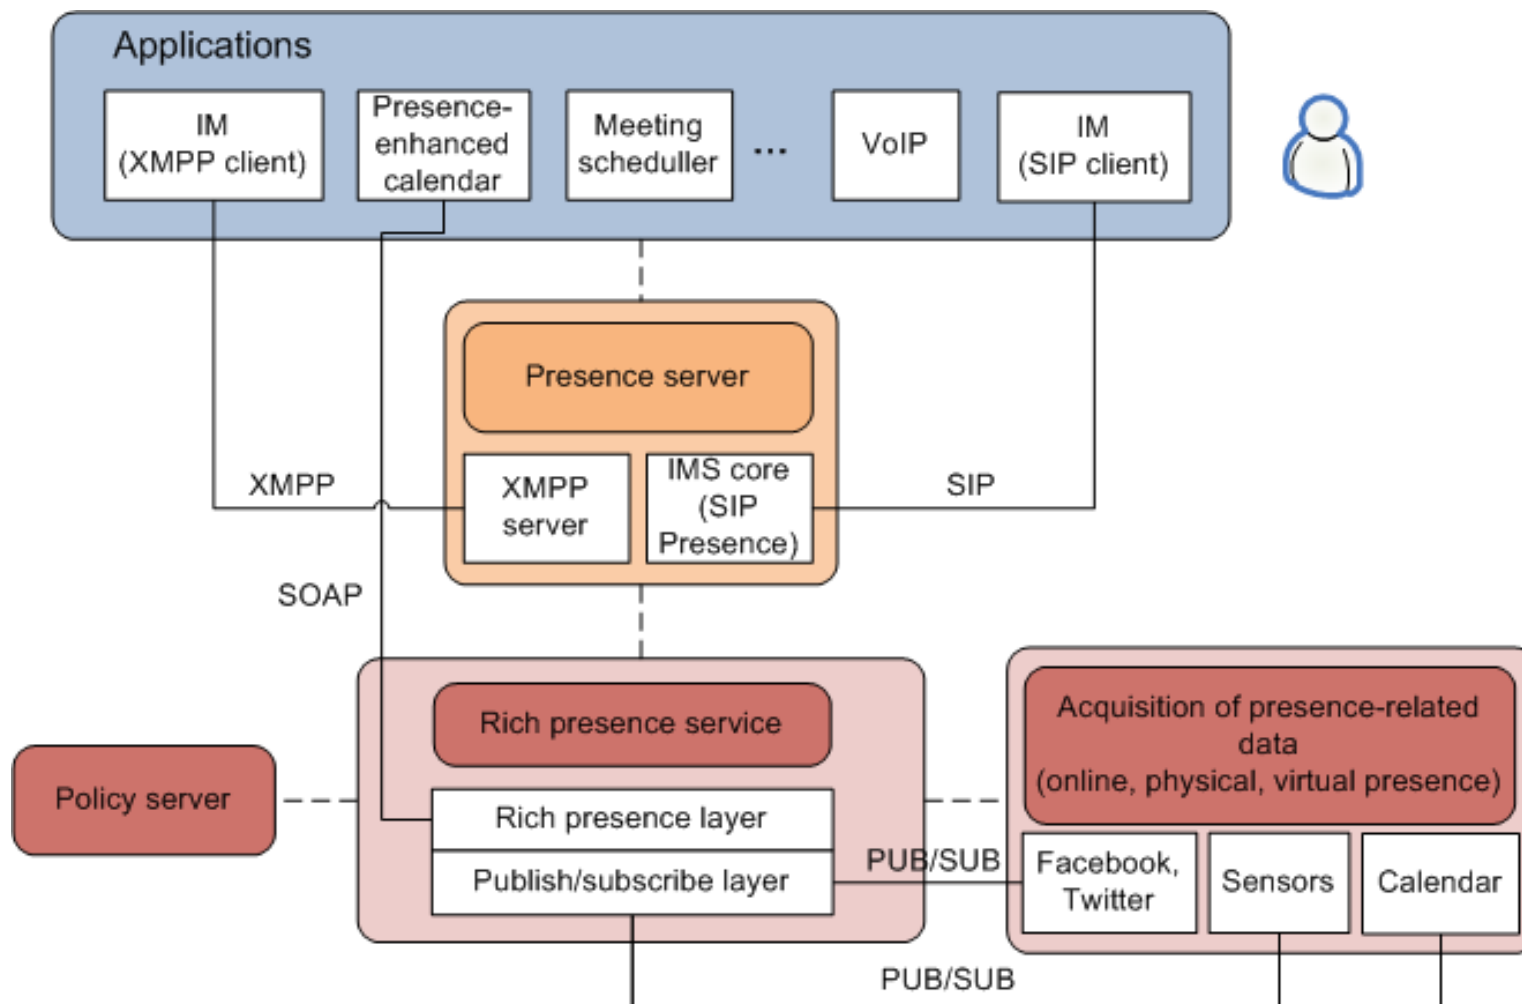 Applications
IM
(XMPP client)
Presence-
enhanced
calendar
Meeting
scheduller
...
VoIP
IM
(SIP client)
Presence server
XMPP
server
IMS core
(SIP
Presence)
XMPP
SIP
SOAP
Rich presence service
Rich presence layer
Publish/subscribe layer
Policy server
Acquisition of presence-related
data
(online, physical, virtual presence)
PUB/SUB
Facebook,
Twitter
Sensors
Calendar
PUB/SUB